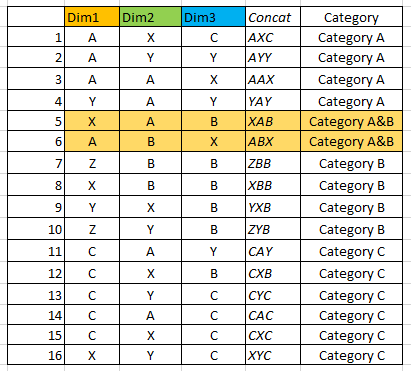 Dim1 Dim2 Dim3 Concat Category
1 A X C AXC Category A
2 A Y Y AYY Category A
3 A A X AAX Category A
4 Y A Y YAY Category A
5 X A B XAB Category A&B
6 A B X ABX Category A&B
7 Z B B ZBB Category B
8 X B B XBB Category B
9 Y X B YXB Category B
10 Z Y B ZYB Category B
11 C A Y CAY Category C
12 C X B CXB Category C
13 C Y C CYC Category C
14 C A C CAC Category C
15 C X C CXC Category C
16 X Y C XYC Category C